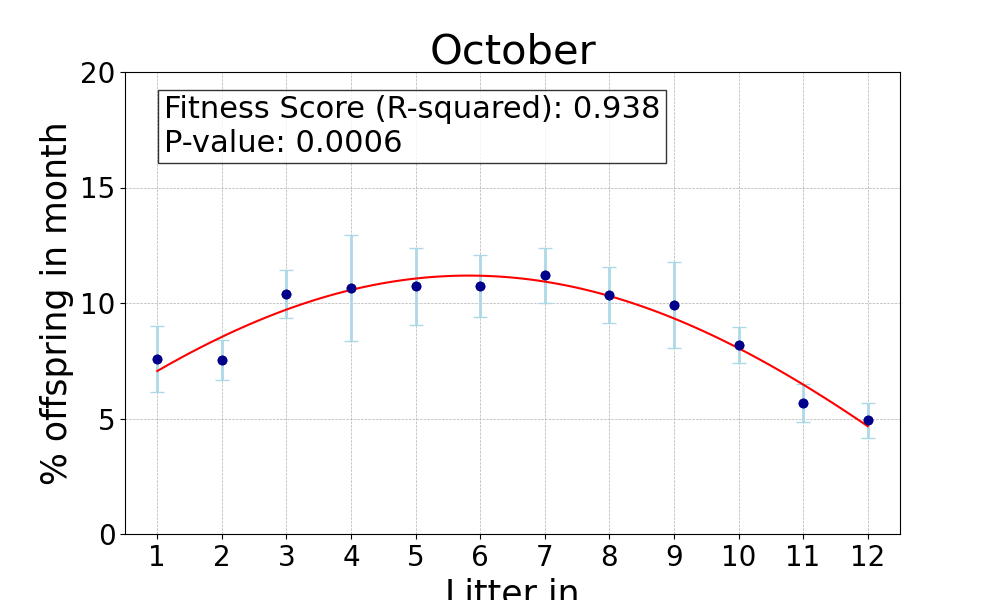 October
Fitness Score (R-squared): 0.938
P-value: 0.0006
% offspring in month
20
15
10
5
0
1 2 3 4 5 6 7 8 9 10 11 12
Litter in